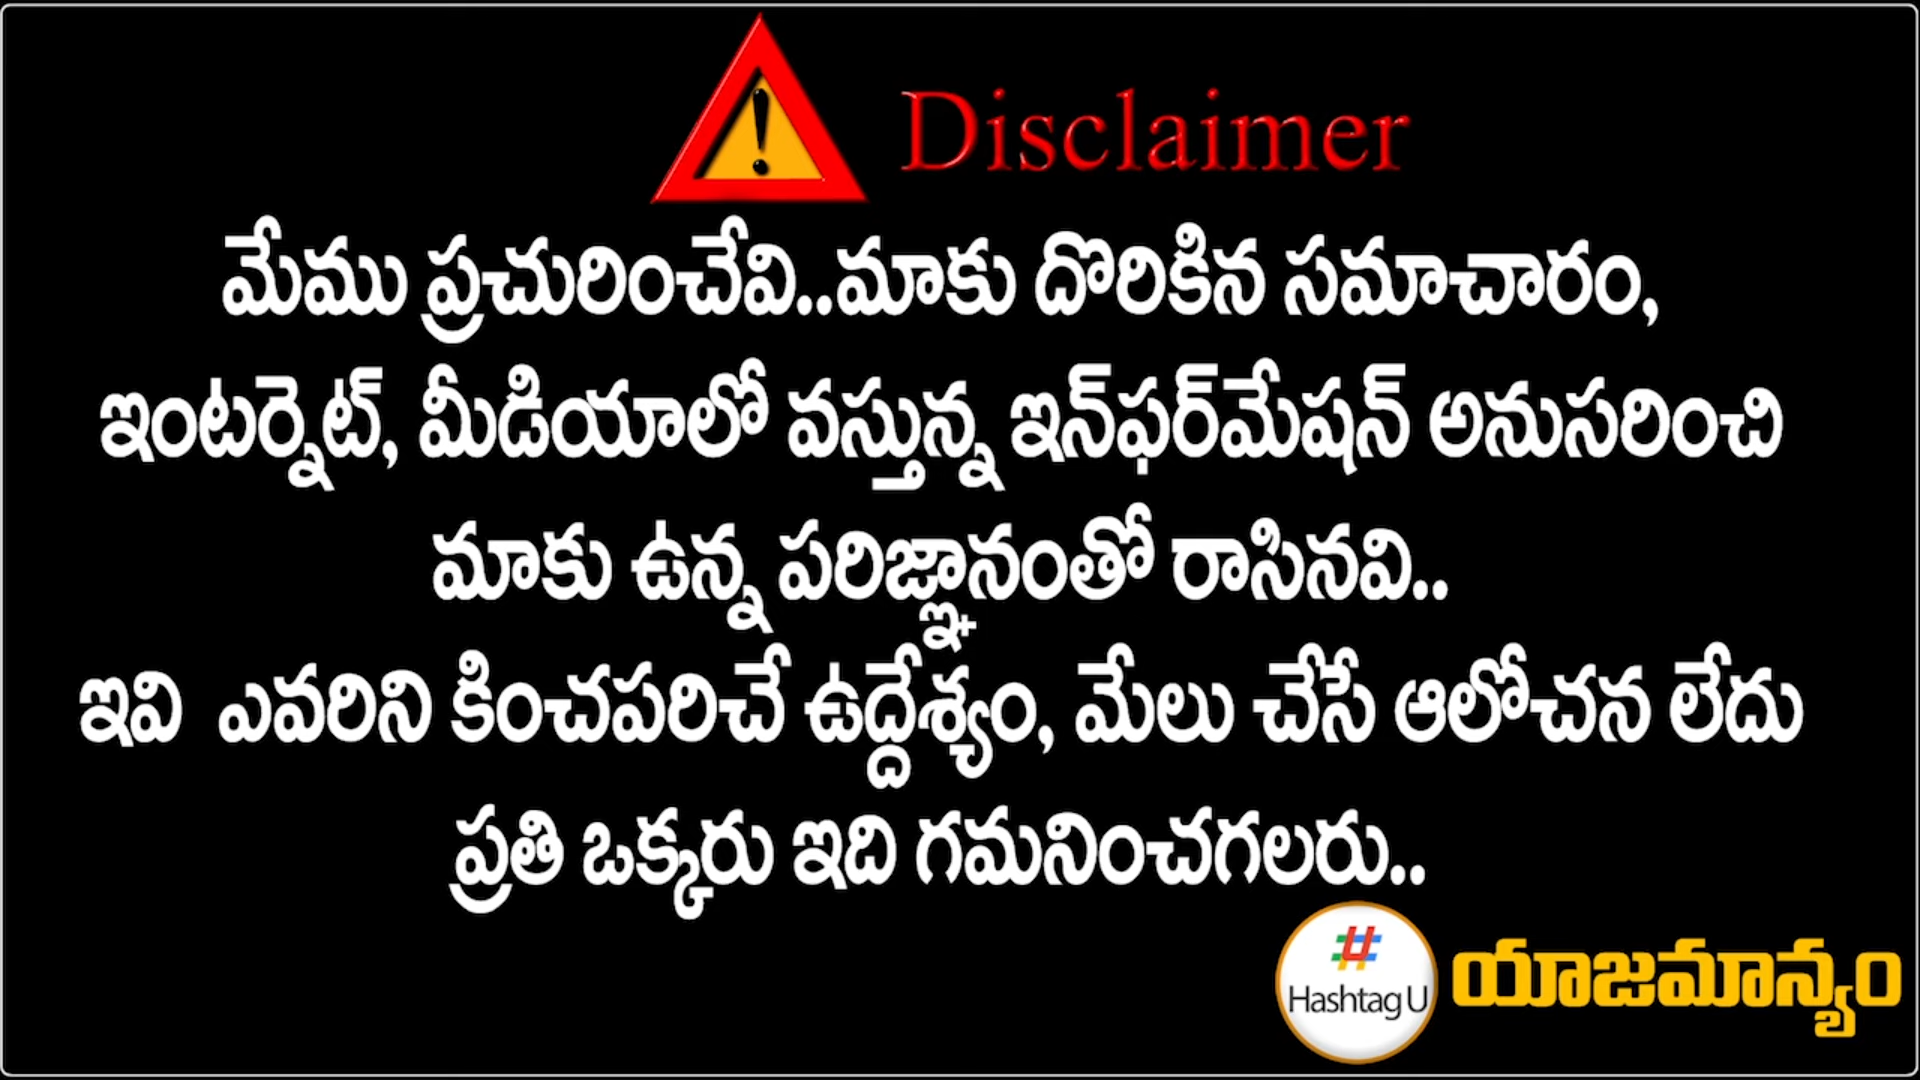 Disclaimer
మేము ప్రచురించేవి..మాకు దొరికిన సమాచారం,
ఇంటర్నెట్, మీడియాలో వస్తున్న ఇన్‌ఫర్‌మేషన్ అనుసరించి
మాకు ఉన్న పరిజ్ఞానంతో రాసినవి..
ఇవి ఎవరిని కించపరిచే ఉద్దేశ్యం, మేలు చేసే ఆలోచన లేదు
ప్రతి ఒక్కరు ఇది గమనించగలరు..
Hashtag U యాజమాన్యం